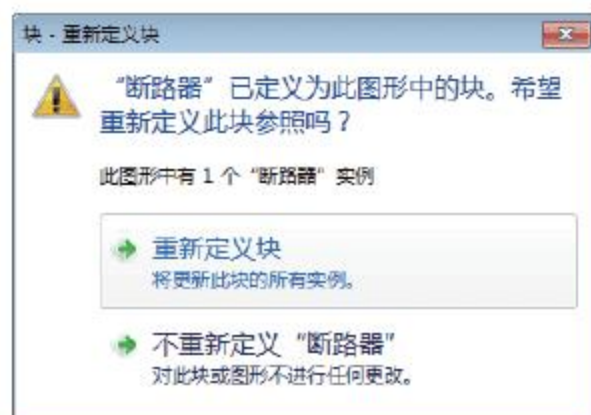 块 - 重新定义块
“断路器”已定义为此图形中的块。希望
重新定义此块参照吗？
此图形中有 1 个“断路器”实例
重新定义块
将更新此块的所有实例。
不重新定义“断路器”
对此块或图形不进行任何更改。